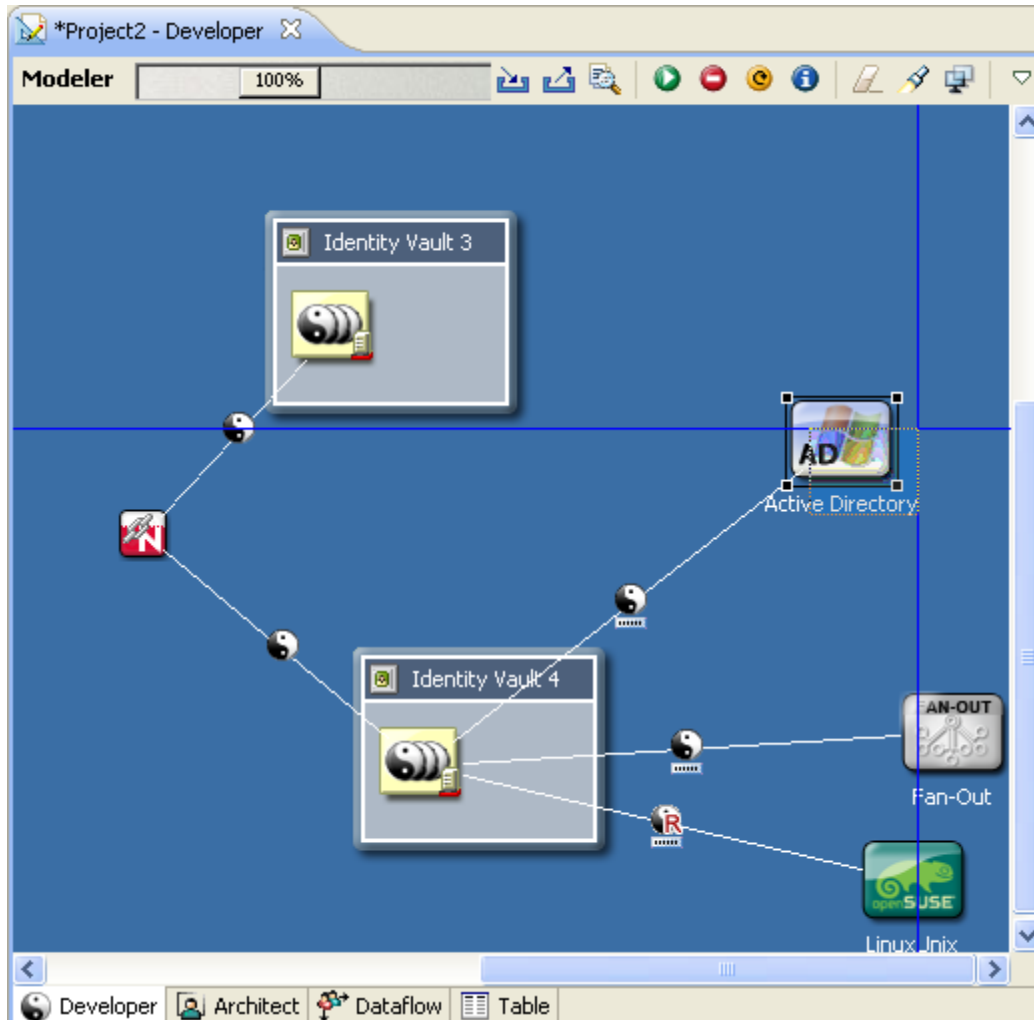 *Project2 - Developer
Modeler 100%
Identity Vault 3
AD
Active Directory
N
Identity Vault 4
FAN-OUT
Fan-Out
R
openSUSE
Linux Jnix
Developer Architect Dataflow Table